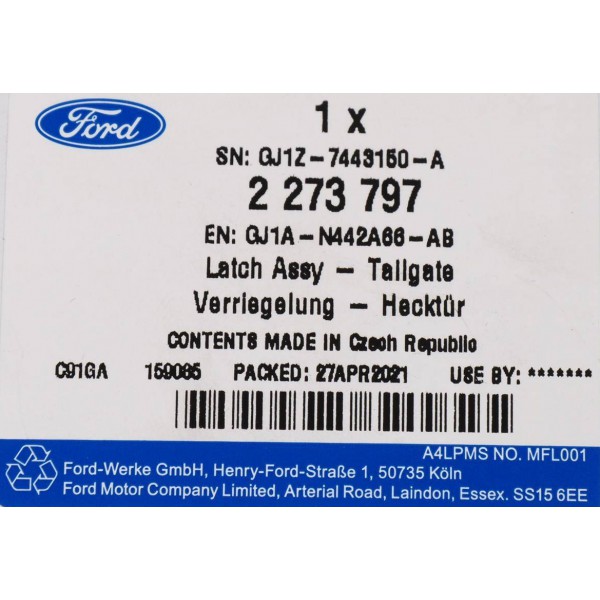 Ford
1 x
SN: GJ1Z-7443150-A
2 273 797
EN: GJ1A-N442A66-AB
Latch Assy - Tailgate
Verriegelung - Hecktür
CONTENTS MADE IN Czech Republic
C91GA 159085 PACKED: 27APR2021 USE BY: *******
A4LPMS NO. MFL001
Ford-Werke GmbH, Henry-Ford-Straße 1, 50735 Köln
Ford Motor Company Limited, Arterial Road, Laindon, Essex. SS15 6EE